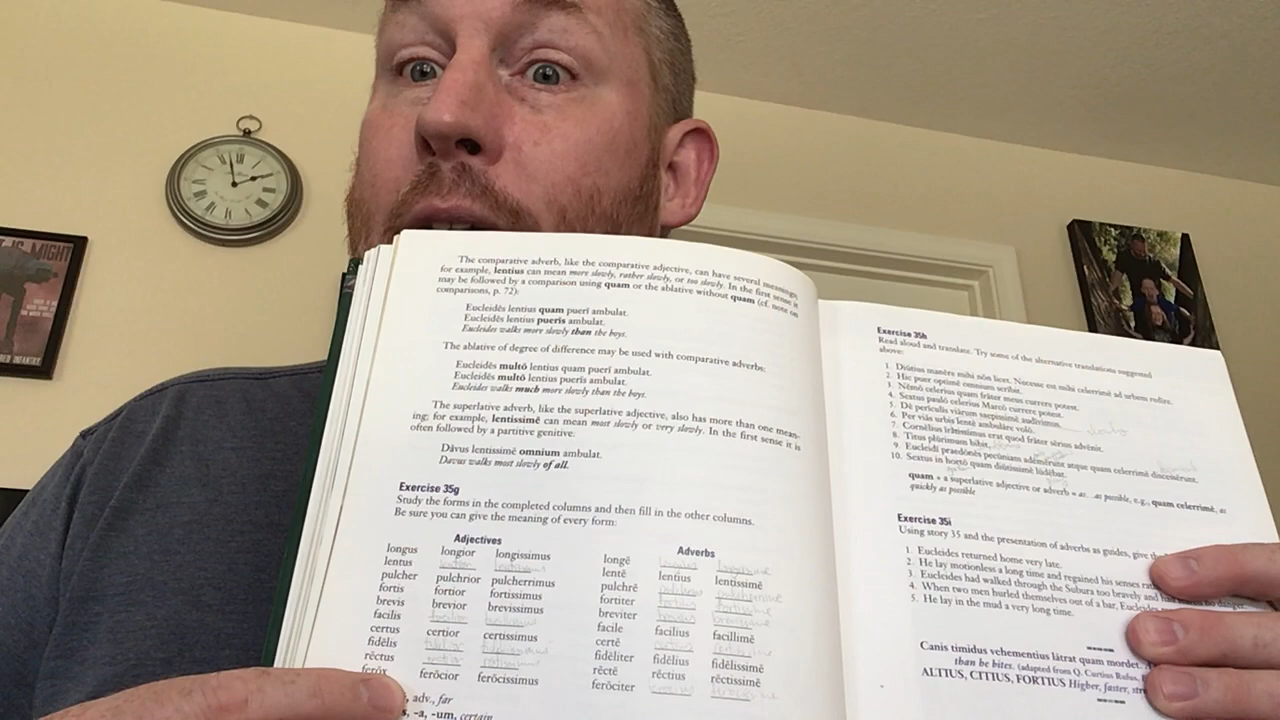 IS MIGHT
INFANTRY
The comparative adverb, like the comparative adjective, can have several meanings;
for example, lentius can mean more slowly, rather slowly, or too slowly. In the first sense it
may be followed by a comparison using quam or the ablative without quam (cf. note on
comparisons, p. 72):
Eucleidēs lentius quam puerī ambulat.
Eucleidēs lentius puerīs ambulat.
Eucleides walks more slowly than the boys.
The ablative of degree of difference may be used with comparative adverbs:
Eucleidēs multō lentius quam puerī ambulat.
Eucleidēs multō lentius puerīs ambulat.
Eucleides walks much more slowly than the boys.
The superlative adverb, like the superlative adjective, also has more than one mean-
ing; for example, lentissimē can mean most slowly or very slowly. In the first sense it is
often followed by a partitive genitive:
Dāvus lentissimē omnium ambulat.
Davus walks most slowly of all.
Exercise 35g
Study the forms in the completed columns and then fill in the other columns.
Be sure you can give the meaning of every form:
Adjectives Adverbs
longus longior longissimus longē
lentus lentē lentius lentissimē
pulcher pulchrior pulcherrimus pulchrē
fortis fortior fortissimus fortiter
brevis brevior brevissimus breviter
facilis facile facilius facillimē
certus certior certissimus certē
fidēlis fidēliter fidēlius fidēlissimē
rēctus rēctē rēctius rēctissimē
ferōx ferōcior ferōcissimus ferōciter
adv., far
-a, -um, certain
Exercise 35h
Read aloud and translate. Try some of the alternative translations suggested
above:
1. Diūtius manēre mihi nōn licet. Necesse est mihi celerrimē ad urbem redīre.
2. Hic puer optimē omnium scrībit.
3. Nēmō celerius quam frāter meus currere potest.
4. Sextus paulō celerius Marcō currere potest.
5. Dē perīculīs viārum saepissimē audīvimus.
6. Per viās urbis lentē ambulāre volō.
7. Cornēlius īrātissimus erat quod frāter sērius advēnit.
8. Titus plūrimum bibit.
9. Eucleidī praedōnēs pecūniam adēmērunt atque quam celerrimē discessērunt.
10. Sextus in hortō quam diūtissimē lūdēbat.
quam + a superlative adjective or adverb = as...as possible, e.g., quam celerrimē, as
quickly as possible
Exercise 35i
Using story 35 and the presentation of adverbs as guides, give
1. Eucleides returned home very late.
2. He lay motionless a long time and regained his senses
3. Eucleides had walked through the Subura too bravely and
4. When two men hurled themselves out of a bar,
5. He lay in the mud a very long time.
Canis timidus vehementius lātrat quam mordet.
than be bites. (adapted from Q. Curtius Rufus,
ALTIUS, CITIUS, FORTIUS Higher, faster,